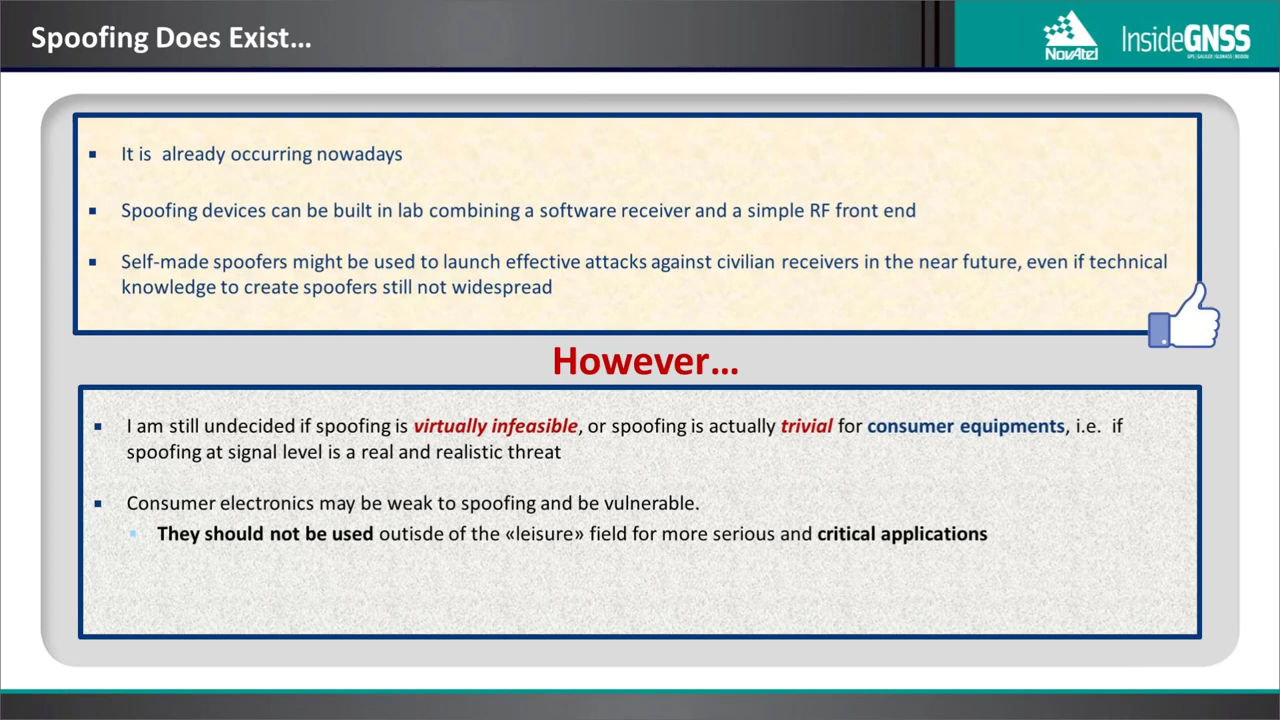 Spoofing Does Exist...
NovAtel
InsideGNSS
GPS | GALILEO | GLONASS | BEIDOU
It is already occurring nowadays
Spoofing devices can be built in lab combining a software receiver and a simple RF front end
Self-made spoofers might be used to launch effective attacks against civilian receivers in the near future, even if technical
knowledge to create spoofers still not widespread
However...
I am still undecided if spoofing is virtually infeasible, or spoofing is actually trivial for consumer equipments, i.e. if
spoofing at signal level is a real and realistic threat
Consumer electronics may be weak to spoofing and be vulnerable.
They should not be used outisde of the «leisure» field for more serious and critical applications